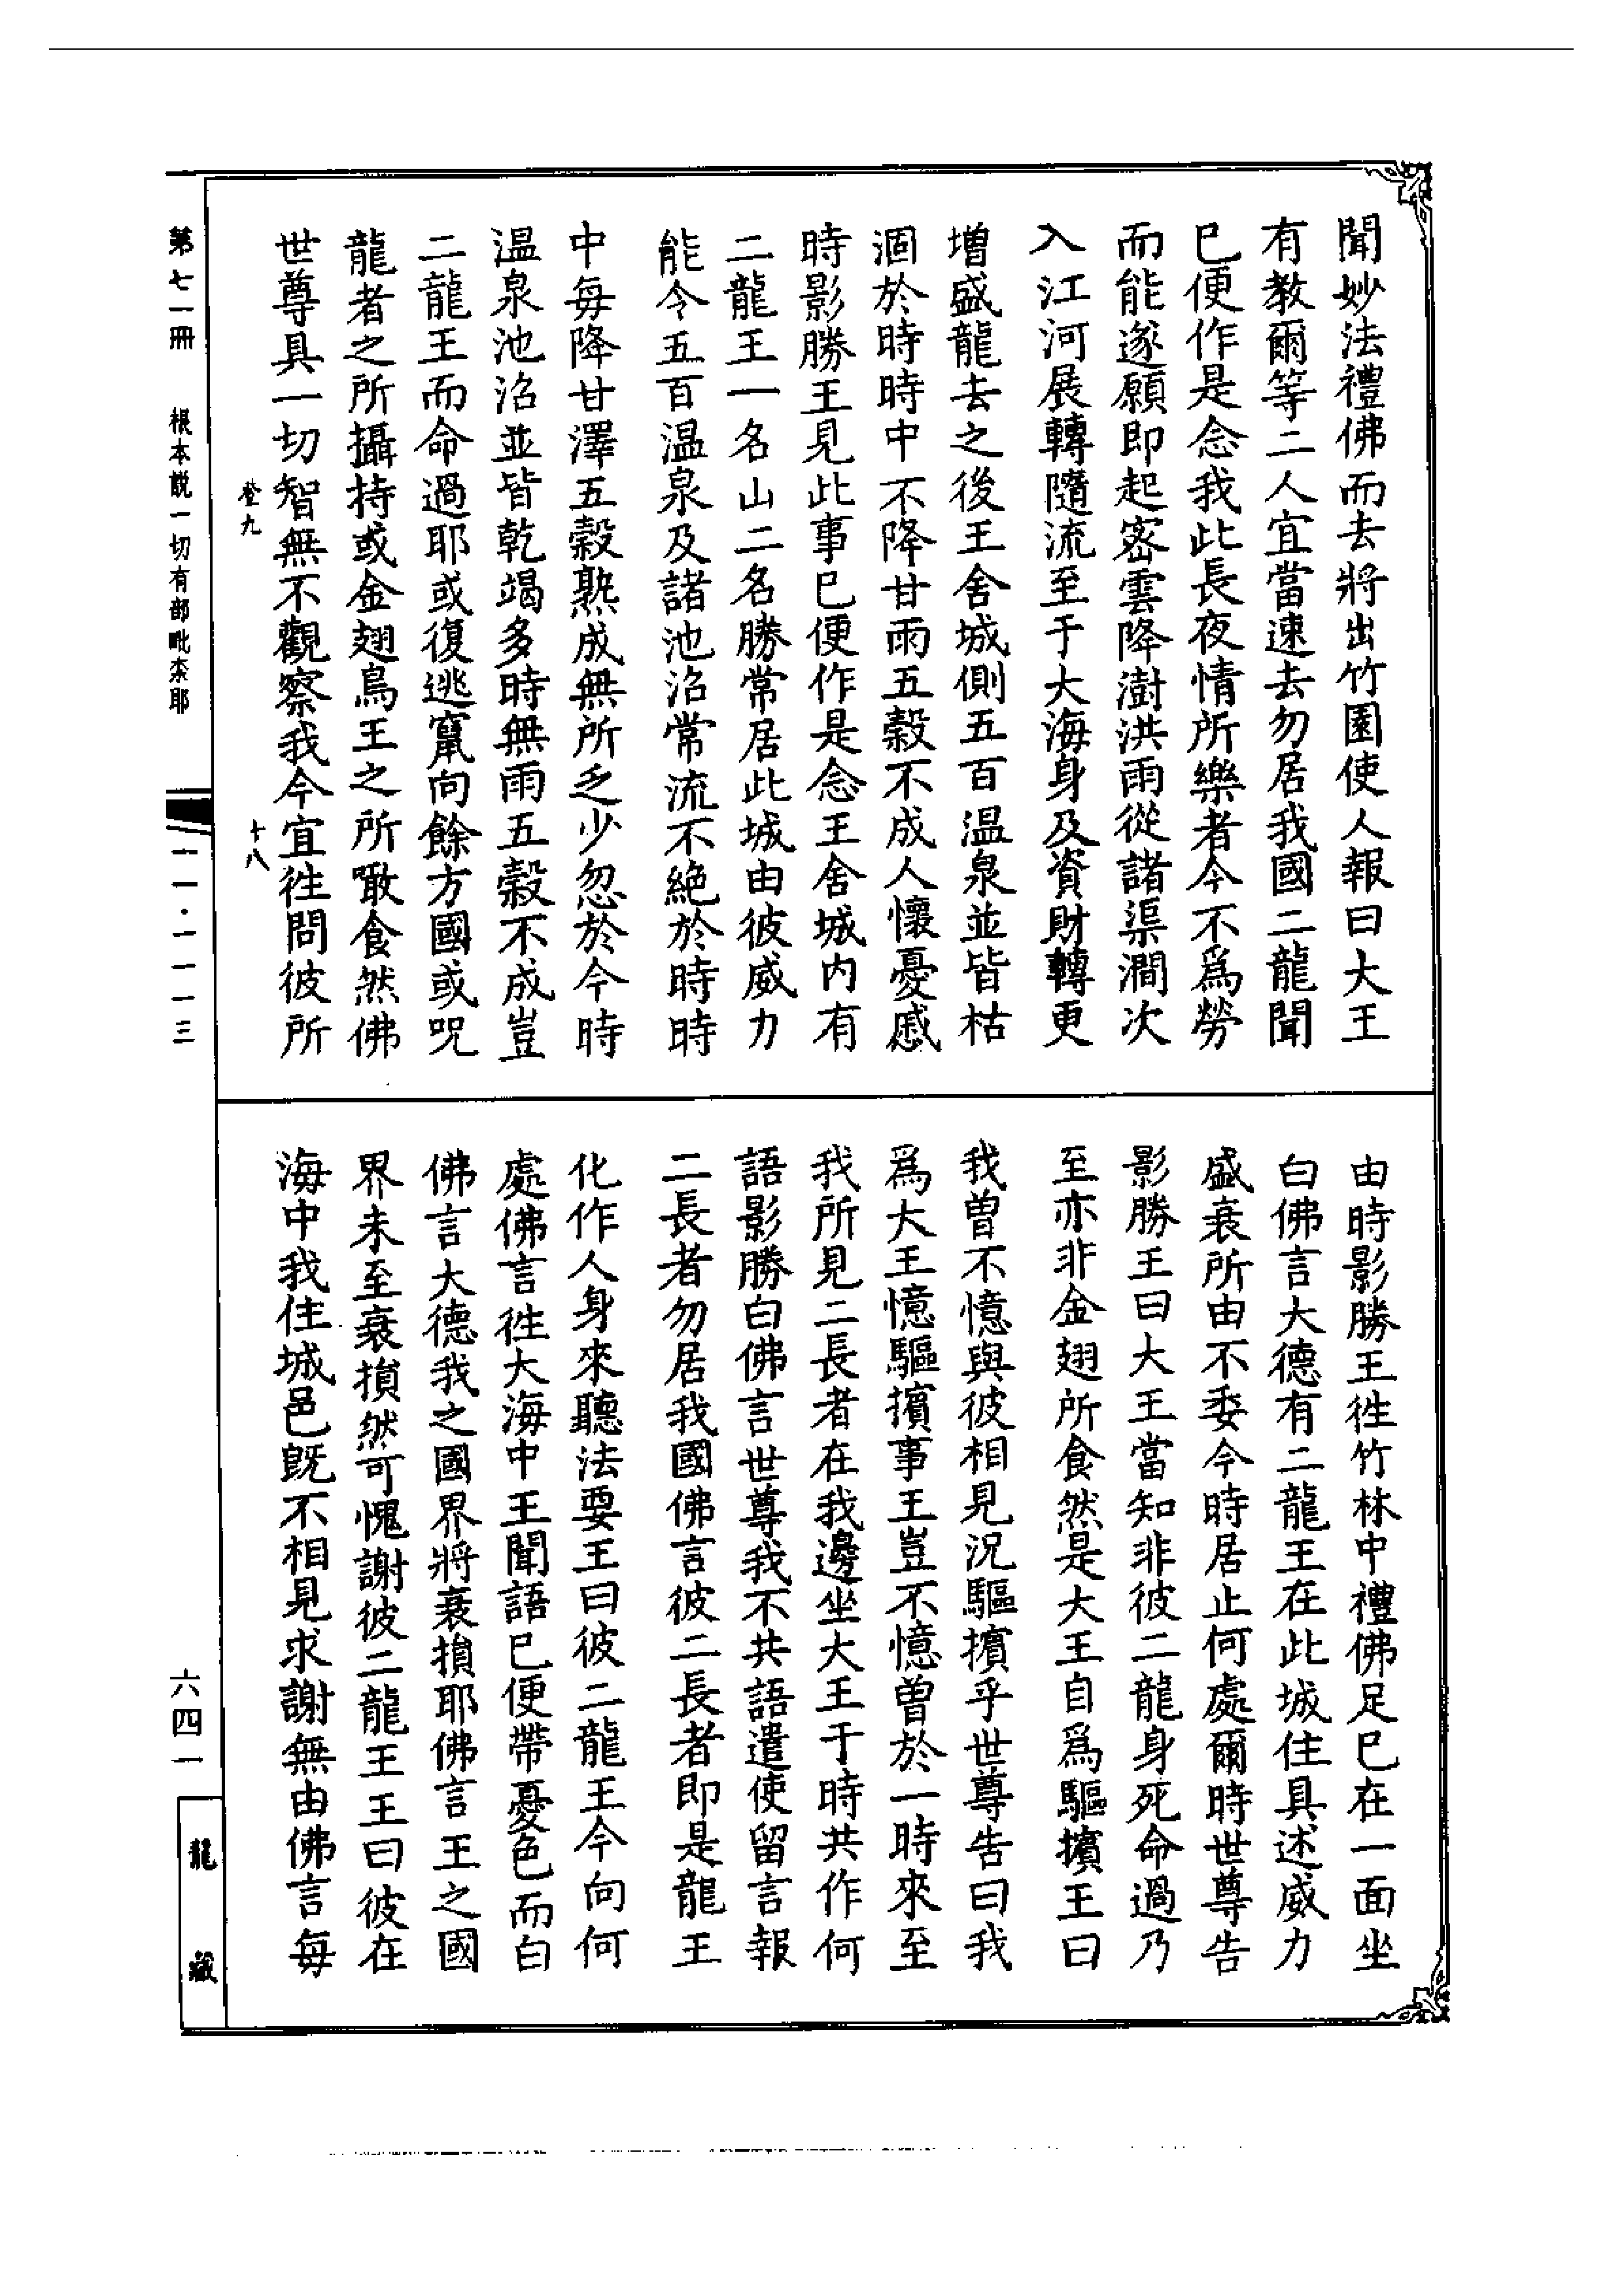 聞妙法禮佛而去將出竹園使人報曰大王
有教爾等二人宜當速去勿居我國二龍聞
已便作是念我此長夜情所樂者今不爲勞
而能遂願即起密雲降澍洪雨從諸渠澗次
入江河展轉隨流至于大海身及資財轉更
增盛龍去之後王舍城側五百温泉並皆枯
涸於時時中不降甘雨五穀不成人懷憂慼
時影勝王見此事已便作是念王舍城内有
二龍王一名山二名勝常居此城由彼威力
能令五百温泉及諸池沼常流不絶於時時
中每降甘澤五穀熟成無所乏少忽於今時
温泉池沼並皆乾竭多時無雨五穀不成豈
二龍王而命過耶或復逃竄向餘方國或呪
龍者之所攝持或金翅鳥王之所噉食然佛
世尊具一切智無不觀察我今宜往問彼所
由時影勝王往竹林中禮佛足已在一面坐
白佛言大德有二龍王在此城住具述威力
盛衰所由不委今時居止何處爾時世尊告
影勝王曰大王當知非彼二龍身死命過乃
至亦非金翅所食然是大王自爲驅擯王曰
我曾不憶與彼相見況驅擯乎世尊告曰我
爲大王憶驅擯事王豈不憶曾於一時來至
我所見二長者在我邊坐大王于時共作何
語影勝白佛言世尊我不共語遣使留言報
二長者勿居我國佛言彼二長者即是龍王
化作人身來聽法要王曰彼二龍王今向何
處佛言往大海中王聞語已便帶憂色而白
佛言大德我之國界將衰損耶佛言王之國
界未至衰損然可愧謝彼二龍王王曰彼在
海中我住城邑既不相見求謝無由佛言每
登九
十八
第七一冊
根本説一切有部毗柰耶
一一一·一一一三
六四一
龍藏